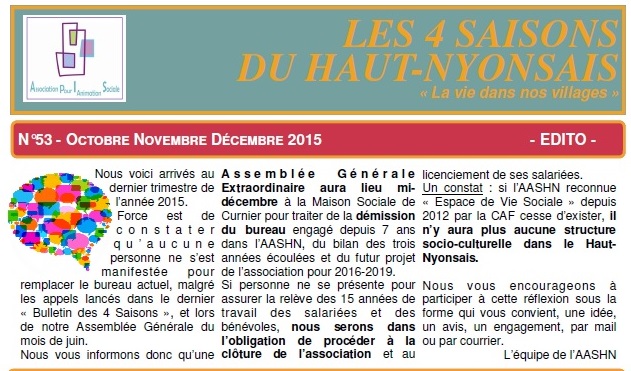 Association pour l'Animation Sociale
LES 4 SAISONS
DU HAUT-NYONSAIS
« La vie dans nos villages »
N°53 - OCTOBRE NOVEMBRE DÉCEMBRE 2015 - EDITO -
Nous voici arrivés au
dernier trimestre de
l'année 2015.
Force est de
constater
qu'aucune
personne ne s'est
manifestée pour
remplacer le bureau actuel, malgré
les appels lancés dans le dernier
« Bulletin des 4 Saisons », et lors
de notre Assemblée Générale du
mois de juin.
Nous vous informons donc qu'une
Assemblée Générale
Extraordinaire aura lieu mi-
décembre à la Maison Sociale de
Curnier pour traiter de la démission
du bureau engagé depuis 7 ans
dans l'AASHN, du bilan des trois
années écoulées et du futur projet
de l'association pour 2016-2019.
Si personne ne se présente pour
assurer la relève des 15 années de
travail des salariées et des
bénévoles, nous serons dans
l'obligation de procéder à la
clôture de l'association et au
licenciement de ses salariées.
Un constat : si l'AASHN reconnue
« Espace de Vie Sociale » depuis
2012 par la CAF cesse d'exister, il
n'y aura plus aucune structure
socio-culturelle dans le Haut-
Nyonsais.
Nous vous encourageons à
participer à cette réflexion sous la
forme qui vous convient, une idée,
un avis, un engagement, par mail
ou par courrier.
L'équipe de l'AASHN